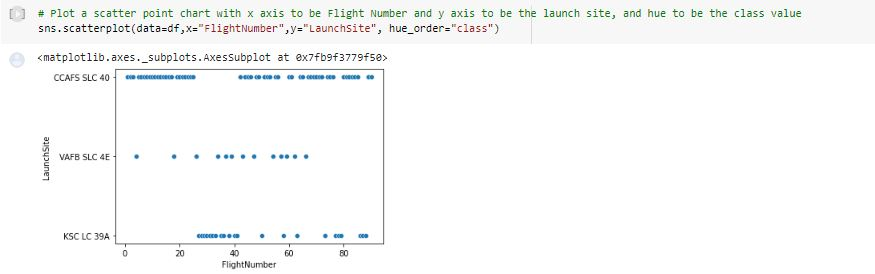 # Plot a scatter point chart with x axis to be Flight Number and y axis to be the launch site, and hue to be the class value
sns.scatterplot(data=df,x="FlightNumber",y="LaunchSite", hue_order="class")
<matplotlib.axes._subplots.AxesSubplot at 0x7fb9f3779f50>
CCAFS SLC 40
VAFB SLC 4E
KSC LC 39A
LaunchSite
0 20 40 60 80
FlightNumber